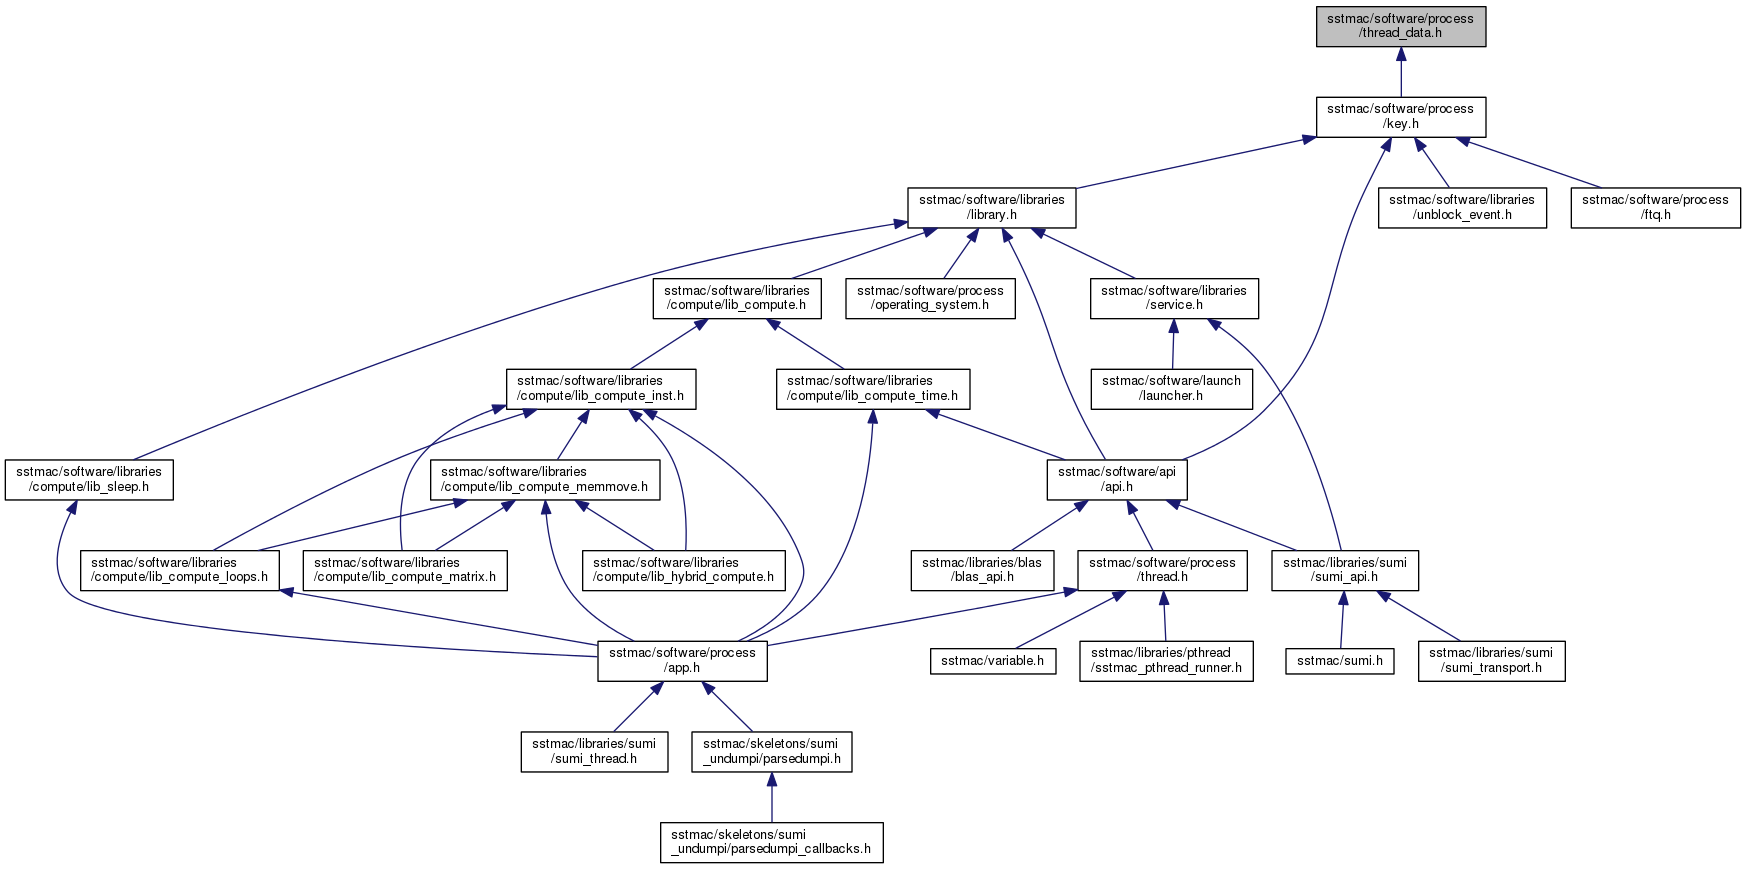 sstmac/software/process
/thread_data.h
sstmac/software/process
/key.h
sstmac/software/libraries
/library.h
sstmac/software/libraries
/unblock_event.h
sstmac/software/process
/ftq.h
sstmac/software/libraries
/compute/lib_compute.h
sstmac/software/process
/operating_system.h
sstmac/software/libraries
/service.h
sstmac/software/libraries
/compute/lib_compute_inst.h
sstmac/software/libraries
/compute/lib_compute_time.h
sstmac/software/launch
/launcher.h
sstmac/software/libraries
/compute/lib_sleep.h
sstmac/software/libraries
/compute/lib_compute_memmove.h
sstmac/software/api
/api.h
sstmac/software/libraries
/compute/lib_compute_loops.h
sstmac/software/libraries
/compute/lib_compute_matrix.h
sstmac/software/libraries
/compute/lib_hybrid_compute.h
sstmac/libraries/blas
/blas_api.h
sstmac/software/process
/thread.h
sstmac/libraries/sumi
/sumi_api.h
sstmac/software/process
/app.h
sstmac/variable.h
sstmac/libraries/pthread
/sstmac_pthread_runner.h
sstmac/sumi.h
sstmac/libraries/sumi
/sumi_transport.h
sstmac/libraries/sumi
/sumi_thread.h
sstmac/skeletons/sumi
_undumpi/parsedumpi.h
sstmac/skeletons/sumi
_undumpi/parsedumpi_callbacks.h